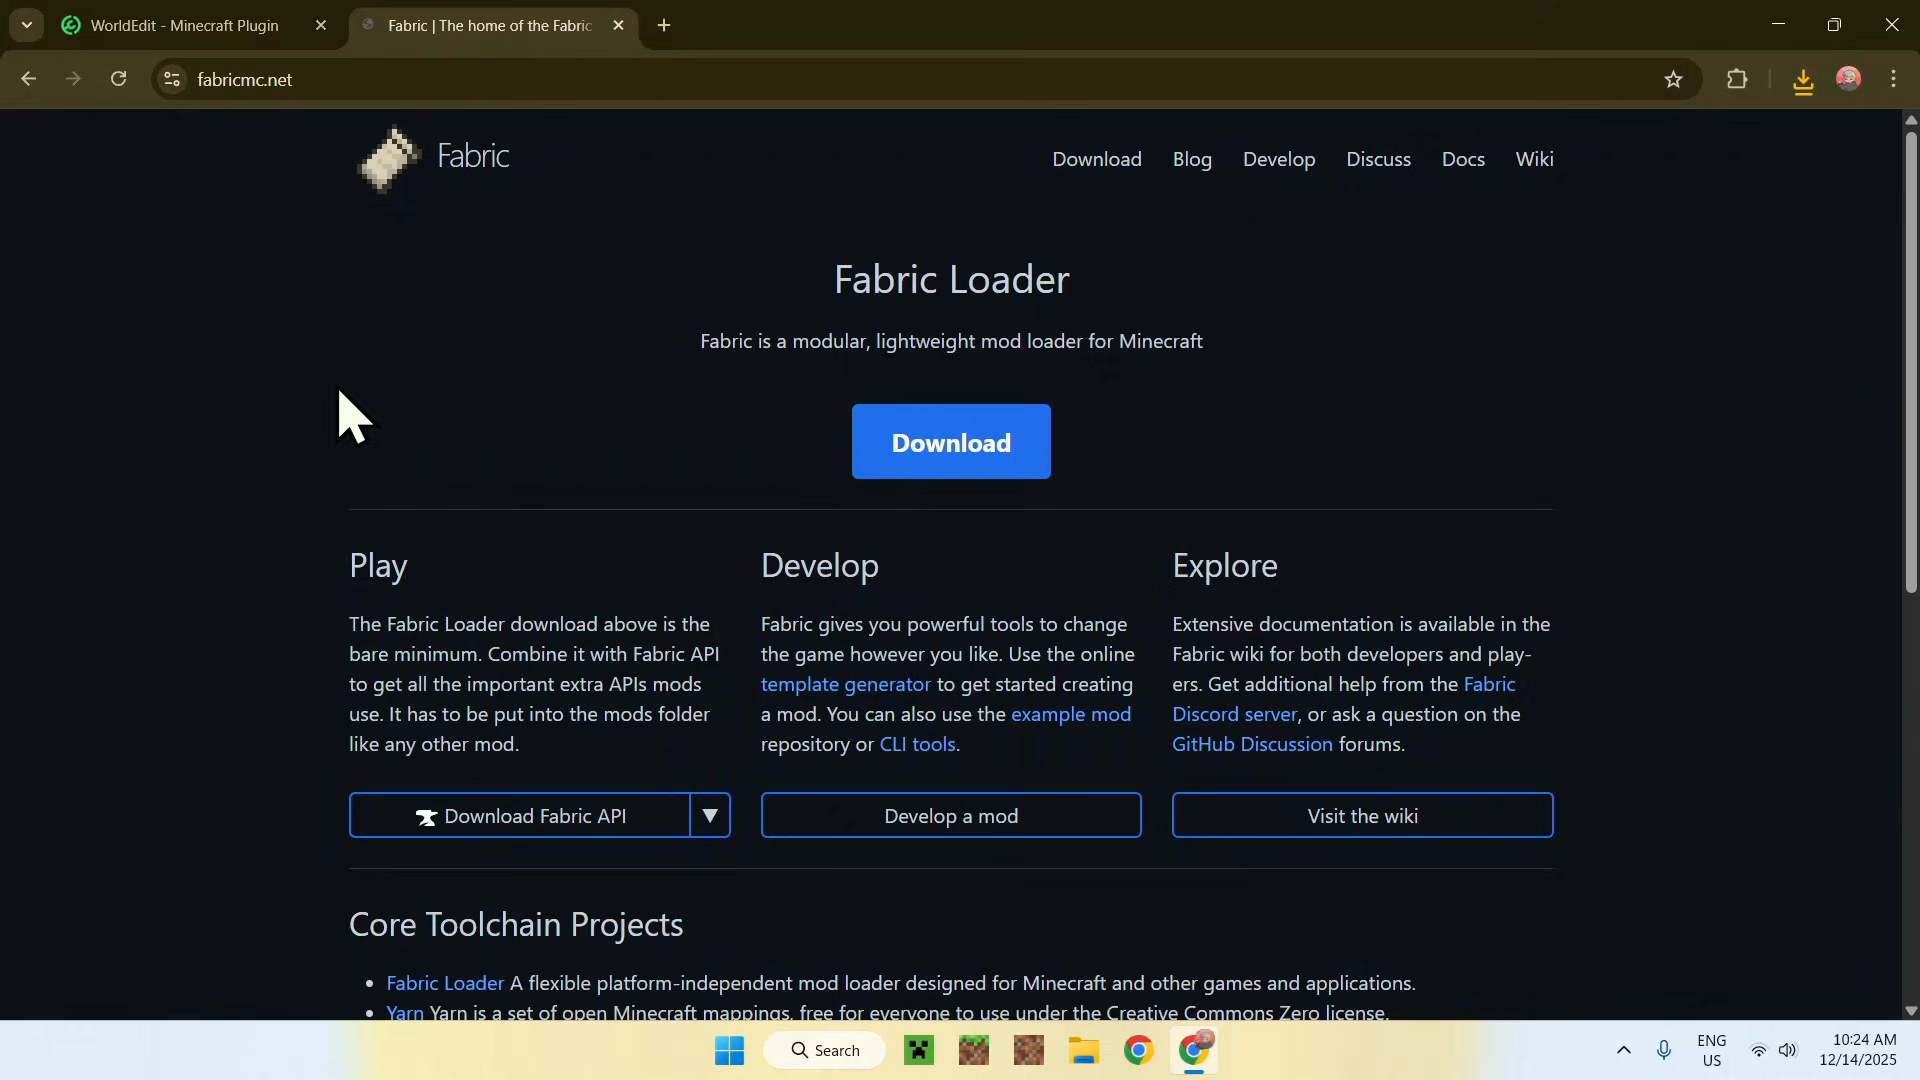 WorldEdit - Minecraft Plugin
Fabric | The home of the Fabric
fabricmc.net
Fabric
Download
Blog
Develop
Discuss
Docs
Wiki
Fabric Loader
Fabric is a modular, lightweight mod loader for Minecraft
Download
Play
The Fabric Loader download above is the
bare minimum. Combine it with Fabric API
to get all the important extra APIs mods
use. It has to be put into the mods folder
like any other mod.
Download Fabric API
Develop
Fabric gives you powerful tools to change
the game however you like. Use the online
template generator to get started creating
a mod. You can also use the example mod
repository or CLI tools.
Develop a mod
Explore
Extensive documentation is available in the
Fabric wiki for both developers and play-
ers. Get additional help from the Fabric
Discord server, or ask a question on the
GitHub Discussion forums.
Visit the wiki
Core Toolchain Projects
• Fabric Loader A flexible platform-independent mod loader designed for Minecraft and other games and applications.
• Yarn Yarn is a set of open Minecraft mappings, free for everyone to use under the Creative Commons Zero license.
Search
ENG
US
10:24 AM
12/14/2025